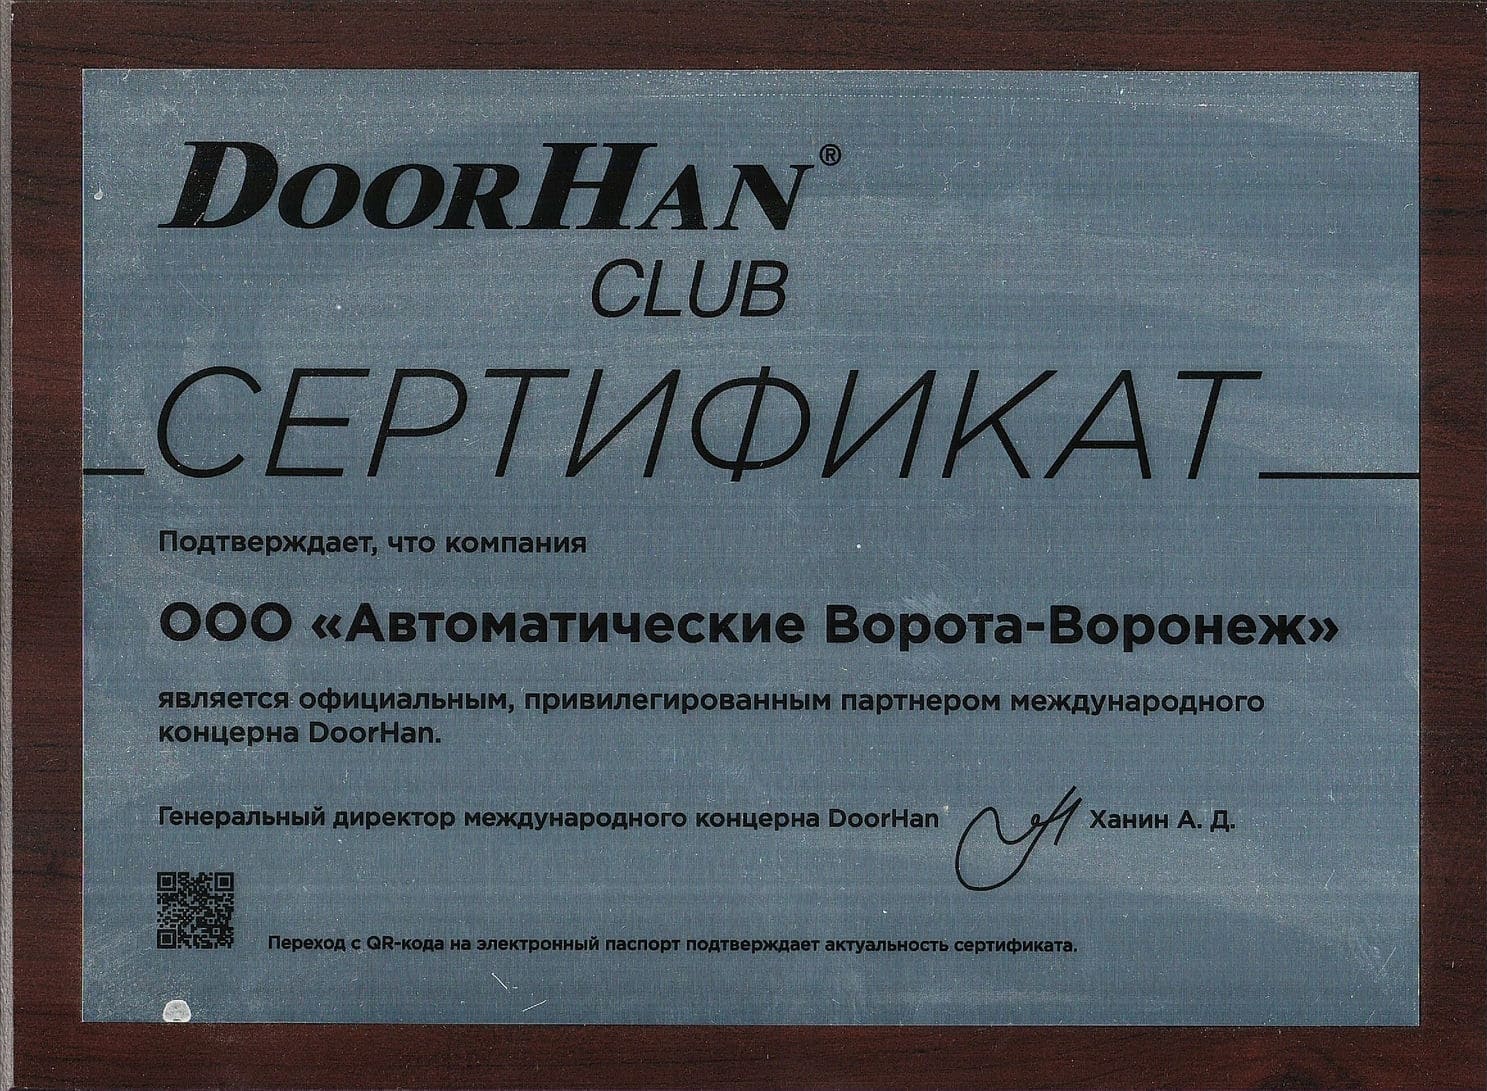 DOORHAN®
CLUB
СЕРТИФИКАТ
Подтверждает, что компания
ООО «Автоматические Ворота-Воронеж»
является официальным, привилегированным партнером международного
концерна DoorHan.
Генеральный директор международного концерна DoorHan Ханин А. Д.
Переход с QR-кода на электронный паспорт подтверждает актуальность сертификата.